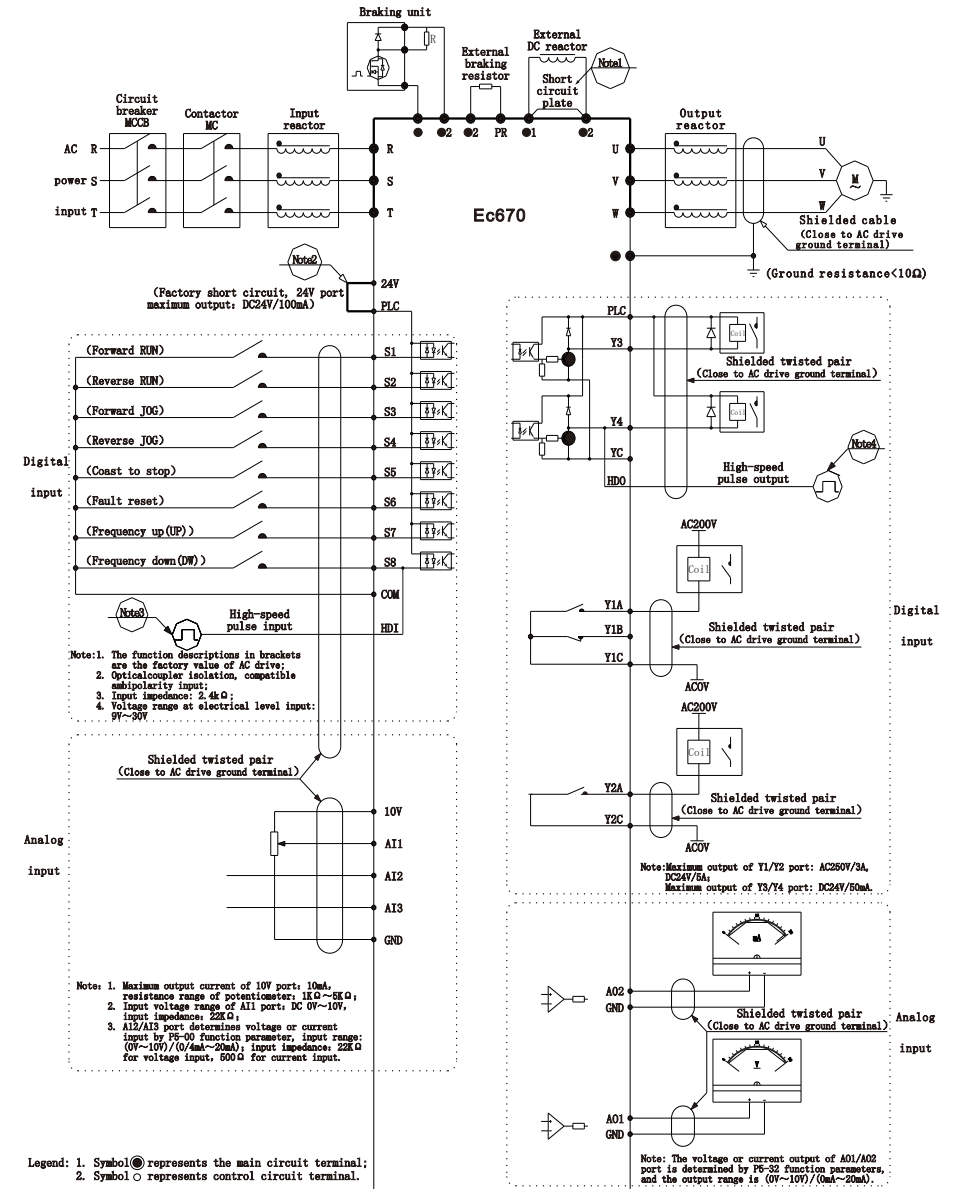 Braking unit
R
External
braking
resistor
External
DC reactor
Note1
Short
circuit
plate
Circuit
breaker
MCCB
Contactor
MC
Input
reactor
Output
reactor
2
2
PR
1
2
AC R
power S
input T
R
S
T
Ec670
U
V
W
U
V
W
M
~
Shielded cable
(Close to AC drive
ground terminal)
(Ground resistance<10Ω)
Note2
(Factory short circuit, 24V port
maximum output: DC24V/100mA)
24V
PLC
Digital
input
(Forward RUN)
S1
(Reverse RUN)
S2
(Forward JOG)
S3
(Reverse JOG)
S4
(Coast to stop)
S5
(Fault reset)
S6
(Frequency up(UP))
S7
(Frequency down(DW))
S8
COM
Note3
High-speed
pulse input
HDI
Note:1. The function descriptions in brackets
are the factory value of AC drive;
2. Opticalcoupler isolation, compatible
ambipolarity input;
3. Input impedance: 2.4kΩ;
4. Voltage range at electrical level input:
9V～30V
Shielded twisted pair
(Close to AC drive ground terminal)
Analog
input
10V
AI1
AI2
AI3
GND
Note: 1. Maximum output current of 10V port: 10mA,
resistance range of potentiometer: 1KΩ～5KΩ;
2. Input voltage range of AI1 port: DC 0V～10V,
input impedance: 22KΩ;
3. AI2/AI3 port determines voltage or current
input by P5-00 function parameter, input range:
(0V～10V)/(0/4mA～20mA); input impedance: 22KΩ
for voltage input, 500Ω for current input.
Legend: 1. Symbol represents the main circuit terminal;
2. Symbol represents control circuit terminal.
PLC
Y3
Coil
Shielded twisted pair
(Close to AC drive ground terminal)
Coil
Y4
YC
HDO
High-speed
pulse output
Note4
AC200V
Coil
Y1A
Y1B
Y1C
Shielded twisted pair
(Close to AC drive ground terminal)
AC0V
Digital
input
AC200V
Coil
Y2A
Y2C
Shielded twisted pair
(Close to AC drive ground terminal)
AC0V
Note:Maximum output of Y1/Y2 port: AC250V/3A,
DC24V/5A;
Maximum output of Y3/Y4 port: DC24V/50mA.
mA
AO2
GND
Shielded twisted pair
(Close to AC drive ground terminal)
Analog
input
V
AO1
GND
Note: The voltage or current output of AO1/AO2
port is determined by P5-32 function parameters,
and the output range is (0V～10V)/(0mA～20mA).